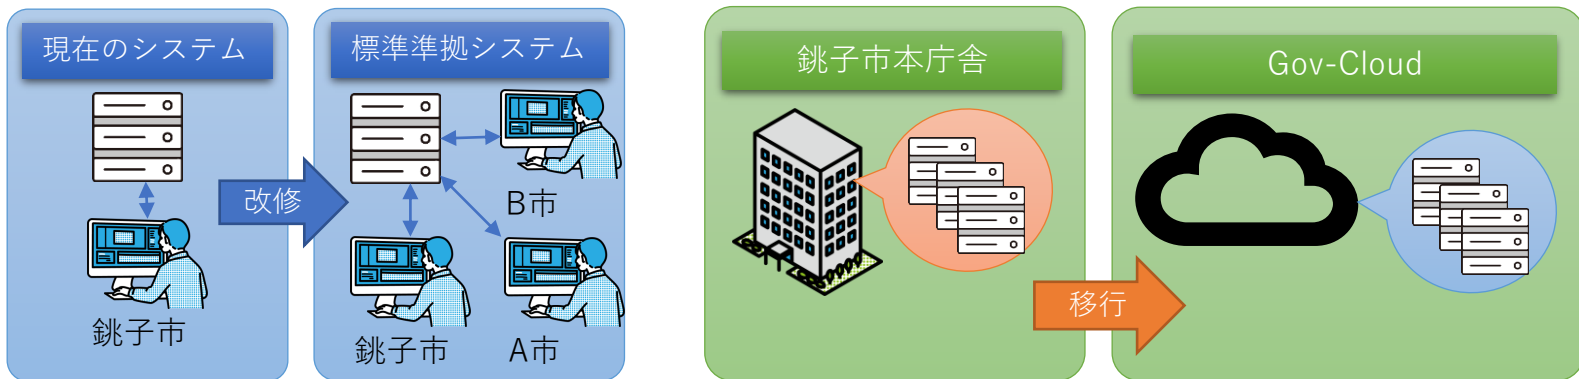 現在のシステム
標準準拠システム
改修
銚子市
B市
銚子市
A市
銚子市本庁舎
Gov-Cloud
移行